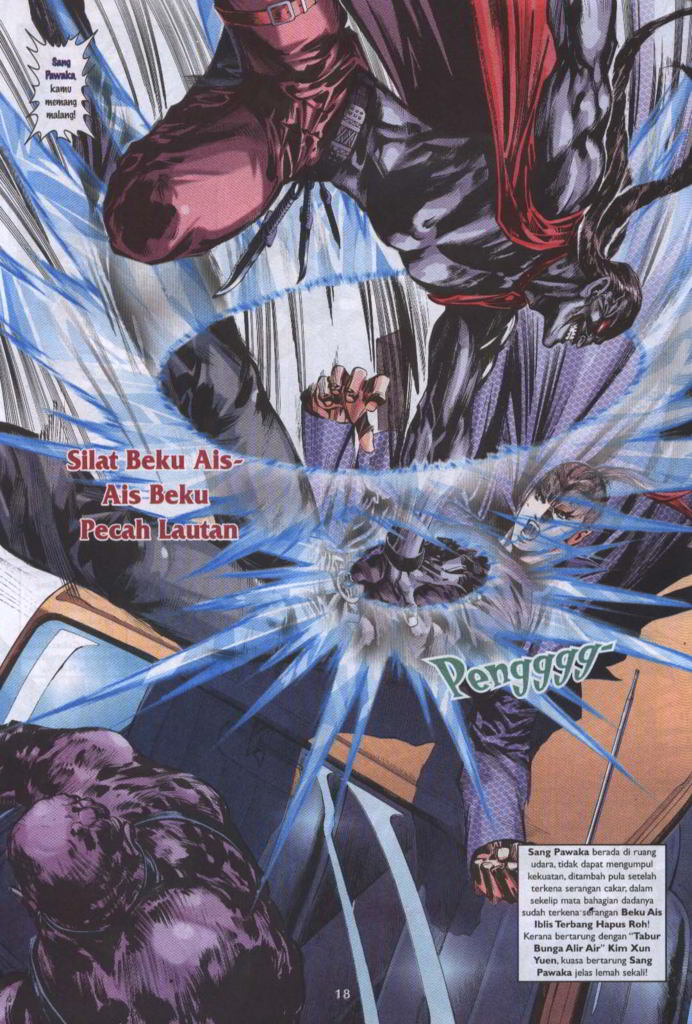 Sang
Pawaka,
kamu
memang
malang!
Silat Beku Ais-
Ais Beku
Pecah Lautan
Pengggg-
Sang Pawaka berada di ruang
udara, tidak dapat mengumpul
kekuatan, ditambah pula setelah
terkena serangan cakar, dalam
sekelip mata bahagian dadanya
sudah terkena serangan Beku Ais
Iblis Terbang Hapus Roh!
Kerana bertarung dengan "Tabur
Bunga Alir Air" Kim Xun
Yuen, kuasa bertarung Sang
Pawaka jelas lemah sekali!
18